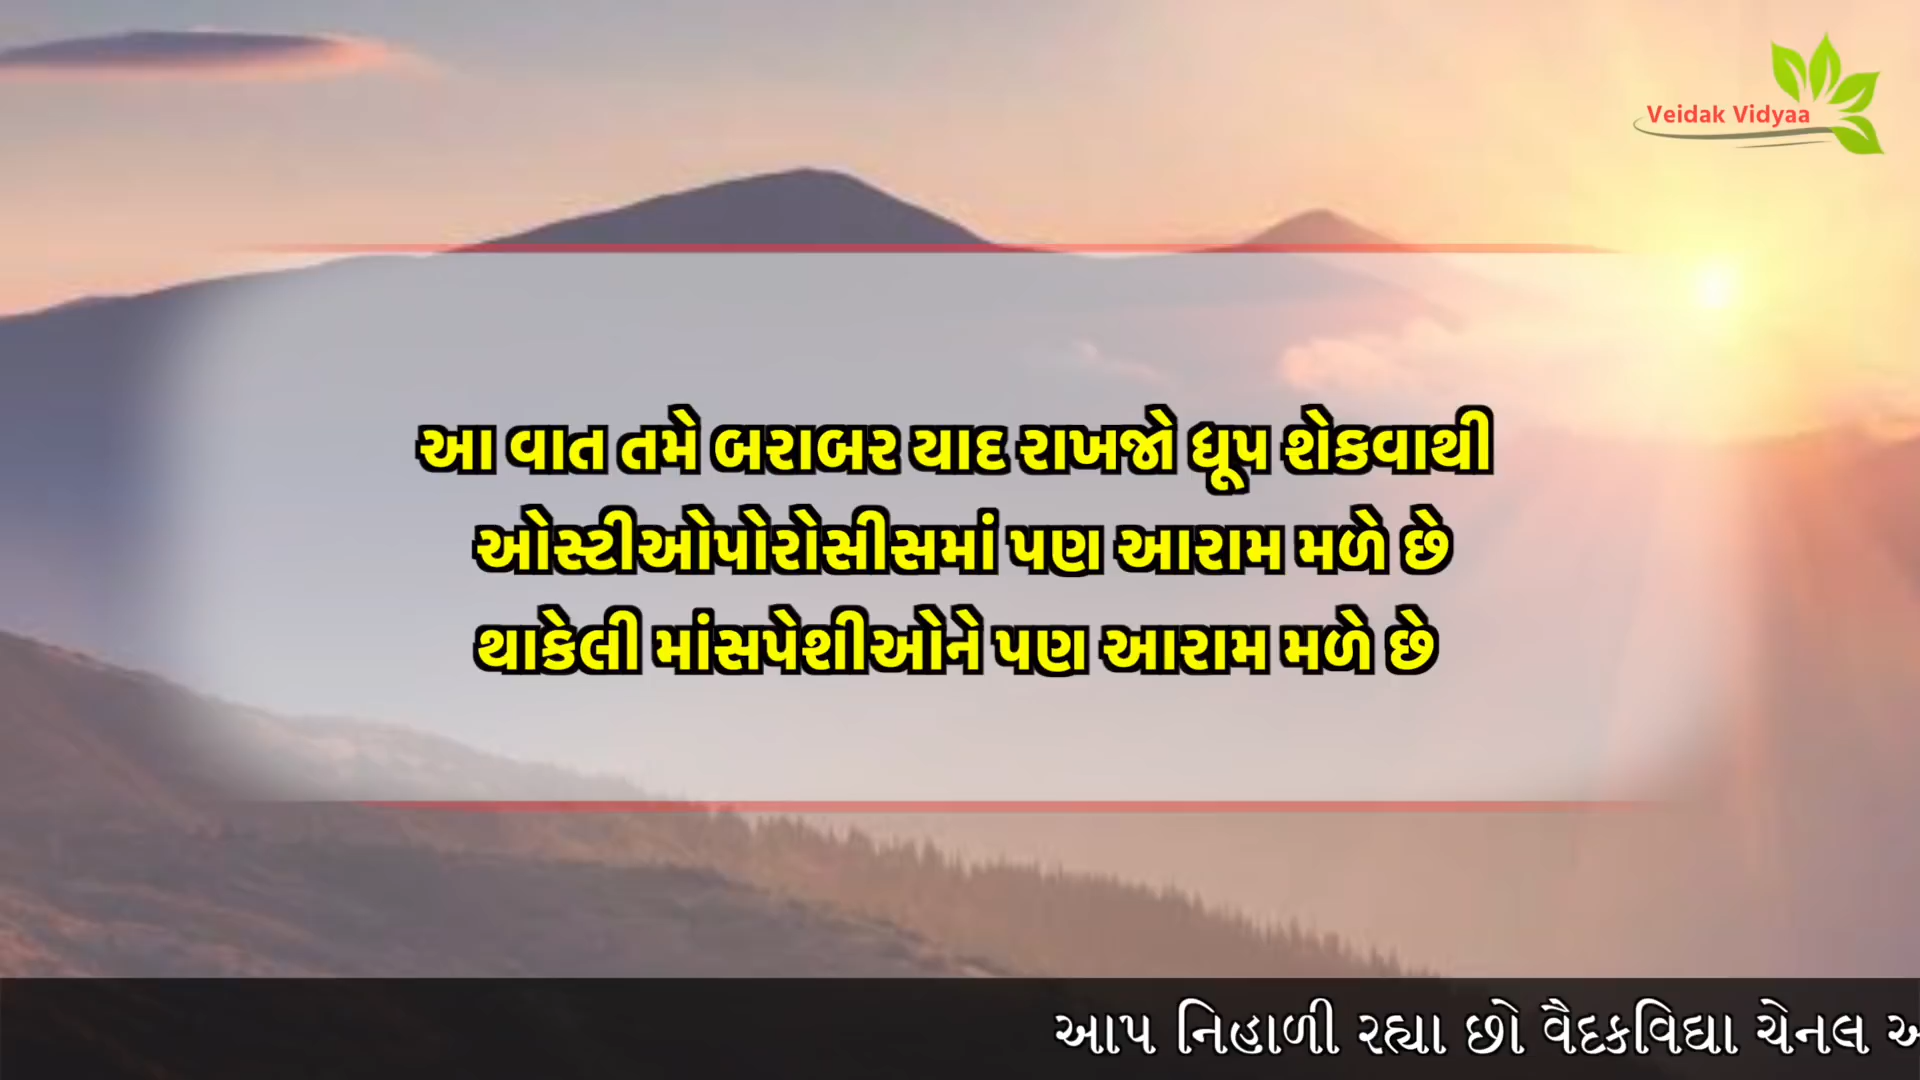 Veidak Vidyaa
આ વાત તમે બરાબર યાદ રાખજો ધૂપ શેકવાથી
ઓસ્ટીઓપોરોસીસમાં પણ આરામ મળે છે
થાકેલી માંસપેશીઓને પણ આરામ મળે છે
આપ નિહાળી રહ્યા છો વૈદકવિદ્યા ચેનલ